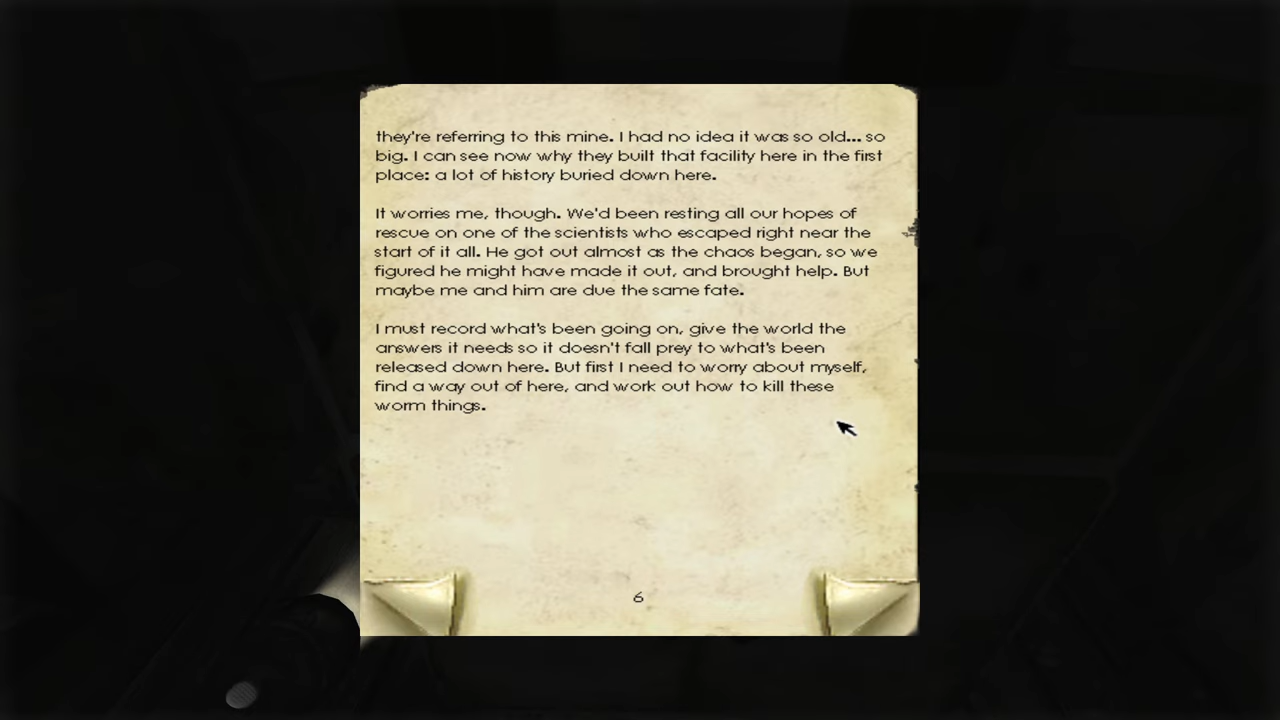 they're referring to this mine. I had no idea it was so old... so
big. I can see now why they built that facility here in the first
place: a lot of history buried down here.
It worries me, though. We'd been resting all our hopes of
rescue on one of the scientists who escaped right near the
start of it all. He got out almost as the chaos began, so we
figured he might have made it out, and brought help. But
maybe me and him are due the same fate.
I must record what's been going on, give the world the
answers it needs so it doesn't fall prey to what's been
released down here. But first I need to worry about myself,
find a way out of here, and work out how to kill these
worm things.
6